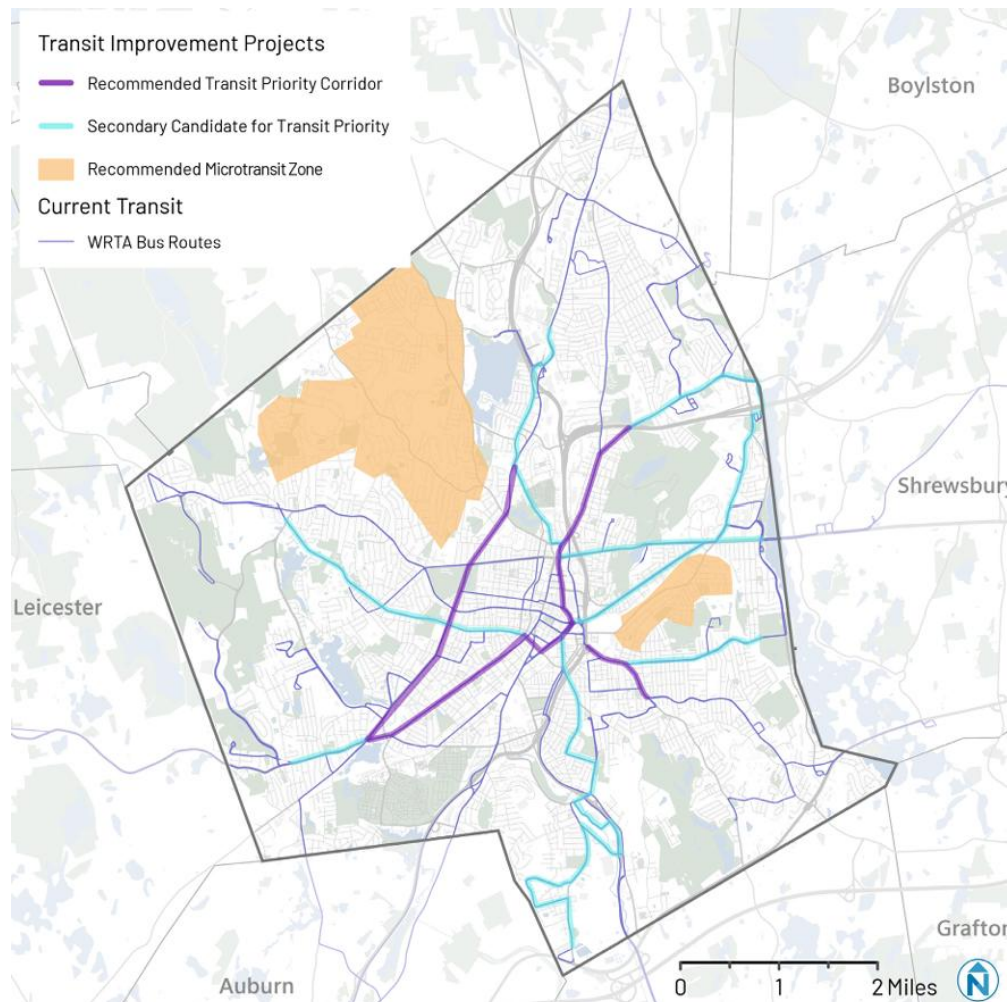 Transit Improvement Projects
Recommended Transit Priority Corridor
Secondary Candidate for Transit Priority
Recommended Microtransit Zone
Current Transit
WRTA Bus Routes
Boylston
Shrewsbury
Leicester
Grafton
Auburn
0 1 2 Miles
N